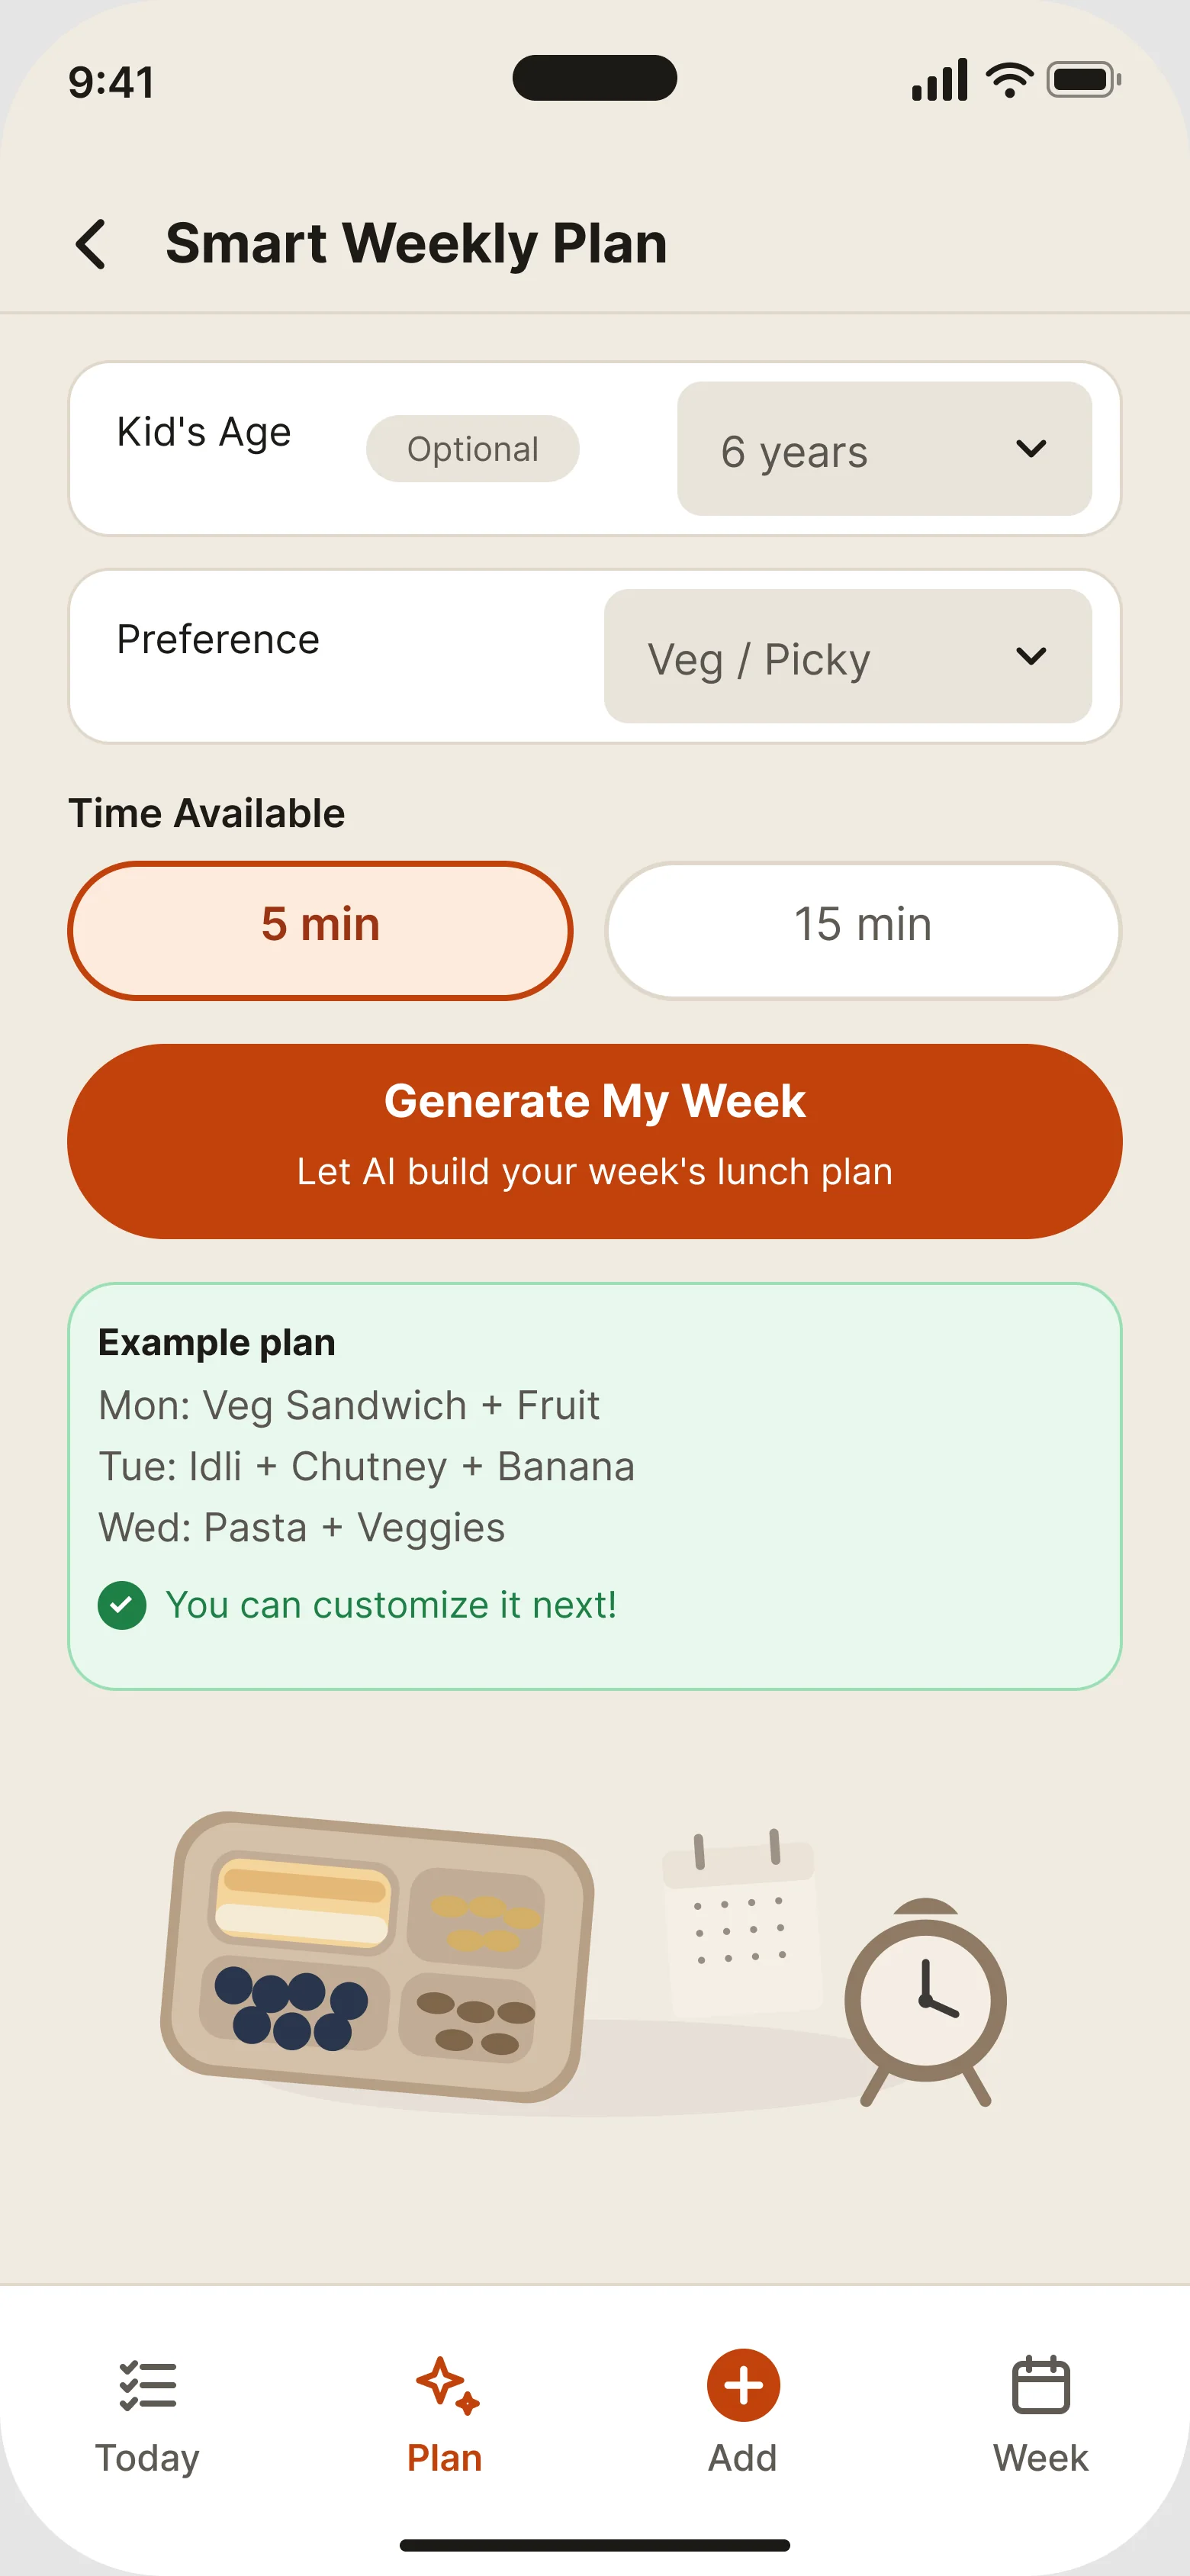 9:41
Smart Weekly Plan
Kid's Age
Optional
6 years
Preference
Veg / Picky
Time Available
5 min
15 min
Generate My Week
Let AI build your week's lunch plan
Example plan
Mon: Veg Sandwich + Fruit
Tue: Idli + Chutney + Banana
Wed: Pasta + Veggies
You can customize it next!
Today
Plan
Add
Week